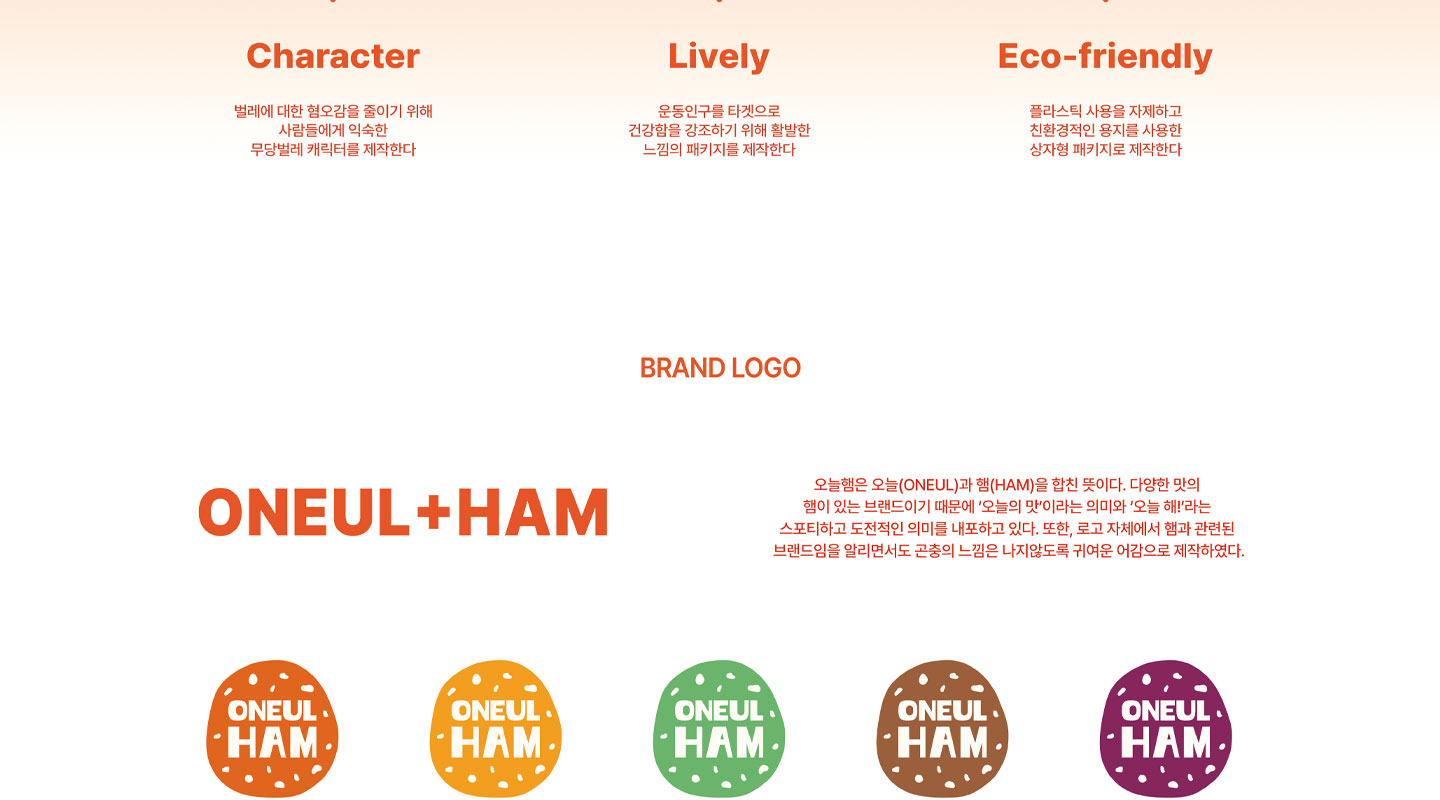 Character
벌레에 대한 혐오감을 줄이기 위해
사람들에게 익숙한
무당벌레 캐릭터를 제작한다
Lively
운동인구를 타겟으로
건강함을 강조하기 위해 활발한
느낌의 패키지를 제작한다
Eco-friendly
플라스틱 사용을 자제하고
친환경적인 용지를 사용한
상자형 패키지로 제작한다
BRAND LOGO
ONEUL+HAM
오늘햄은 오늘(ONEUL)과 햄(HAM)을 합친 뜻이다. 다양한 맛의
햄이 있는 브랜드이기 때문에 ‘오늘의 맛’이라는 의미와 ‘오늘 해!’라는
스포티하고 도전적인 의미를 내포하고 있다. 또한, 로고 자체에서 햄과 관련된
브랜드임을 알리면서도 곤충의 느낌은 나지않도록 귀여운 어감으로 제작하였다.
ONEUL
HAM
ONEUL
HAM
ONEUL
HAM
ONEUL
HAM
ONEUL
HAM